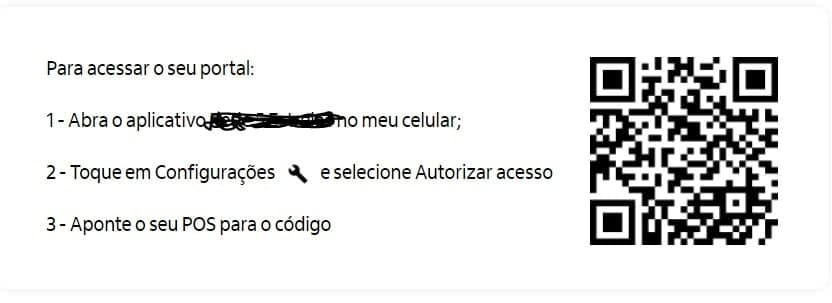 Para acessar o seu portal:
1 - Abra o aplicativo no meu celular;
2 - Toque em Configurações e selecione Autorizar acesso
3 - Aponte o seu POS para o código